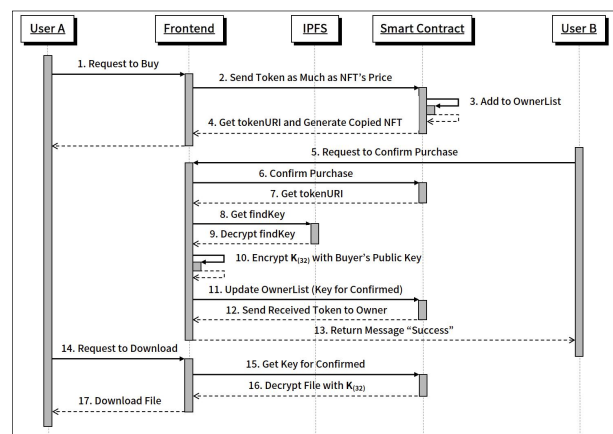 User A
Frontend
IPFS
Smart Contract
User B
1. Request to Buy
2. Send Token as Much as NFT's Price
3. Add to OwnerList
4. Get tokenURI and Generate Copied NFT
5. Request to Confirm Purchase
6. Confirm Purchase
7. Get tokenURI
8. Get findKey
9. Decrypt findKey
10. Encrypt K(32) with Buyer's Public Key
11. Update OwnerList (Key for Confirmed)
12. Send Received Token to Owner
13. Return Message “Success”
14. Request to Download
15. Get Key for Confirmed
16. Decrypt File with K(32)
17. Download File